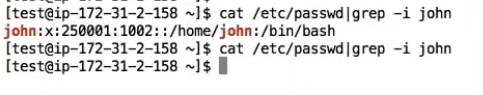 [test@ip-172-31-2-158 ~]$ cat /etc/passwd|grep -i john
john:x:250001:1002::/home/john:/bin/bash
[test@ip-172-31-2-158 ~]$ cat /etc/passwd|grep -i john
[test@ip-172-31-2-158 ~]$